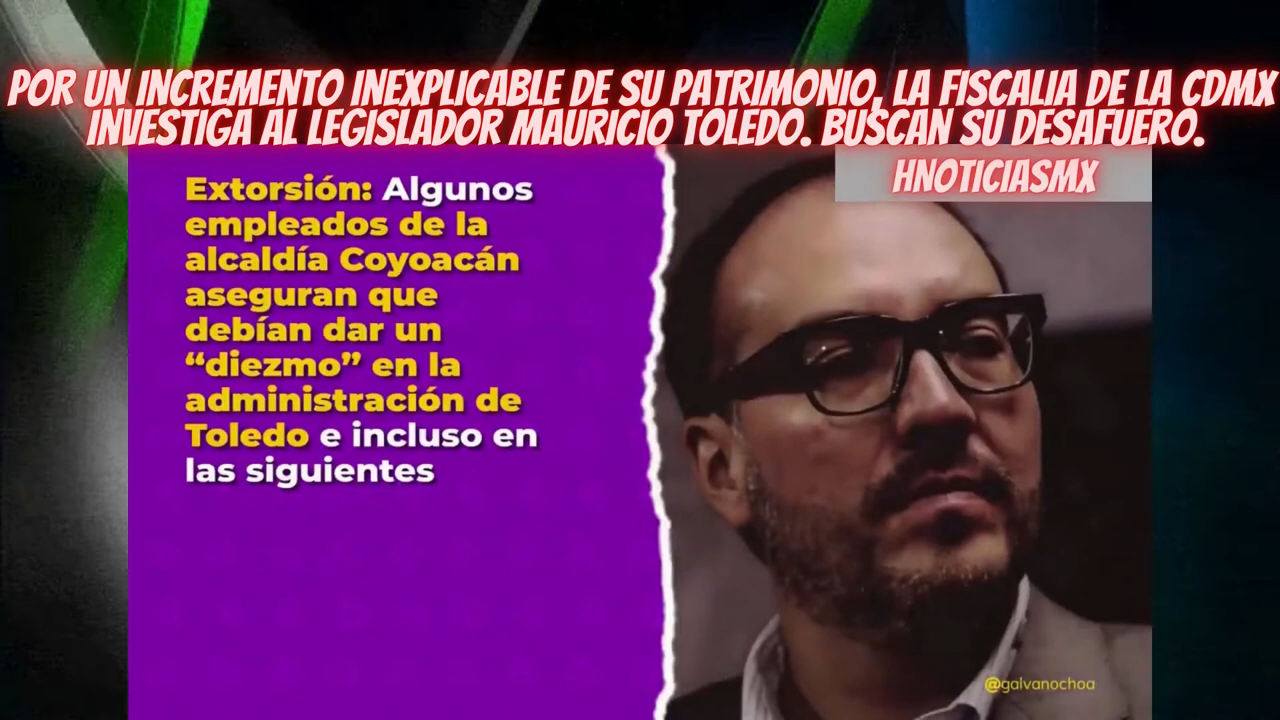 POR UN INCREMENTO INEXPLICABLE DE SU PATRIMONIO, LA FISCALIA DE LA CDMX
INVESTIGA AL LEGISLADOR MAURICIO TOLEDO. BUSCAN SU DESAFUERO.
HNOTICIASMX
Extorsión: Algunos
empleados de la
alcaldía Coyoacán
aseguran que
debían dar un
“diezmo” en la
administración de
Toledo e incluso en
las siguientes
@galvanochoa